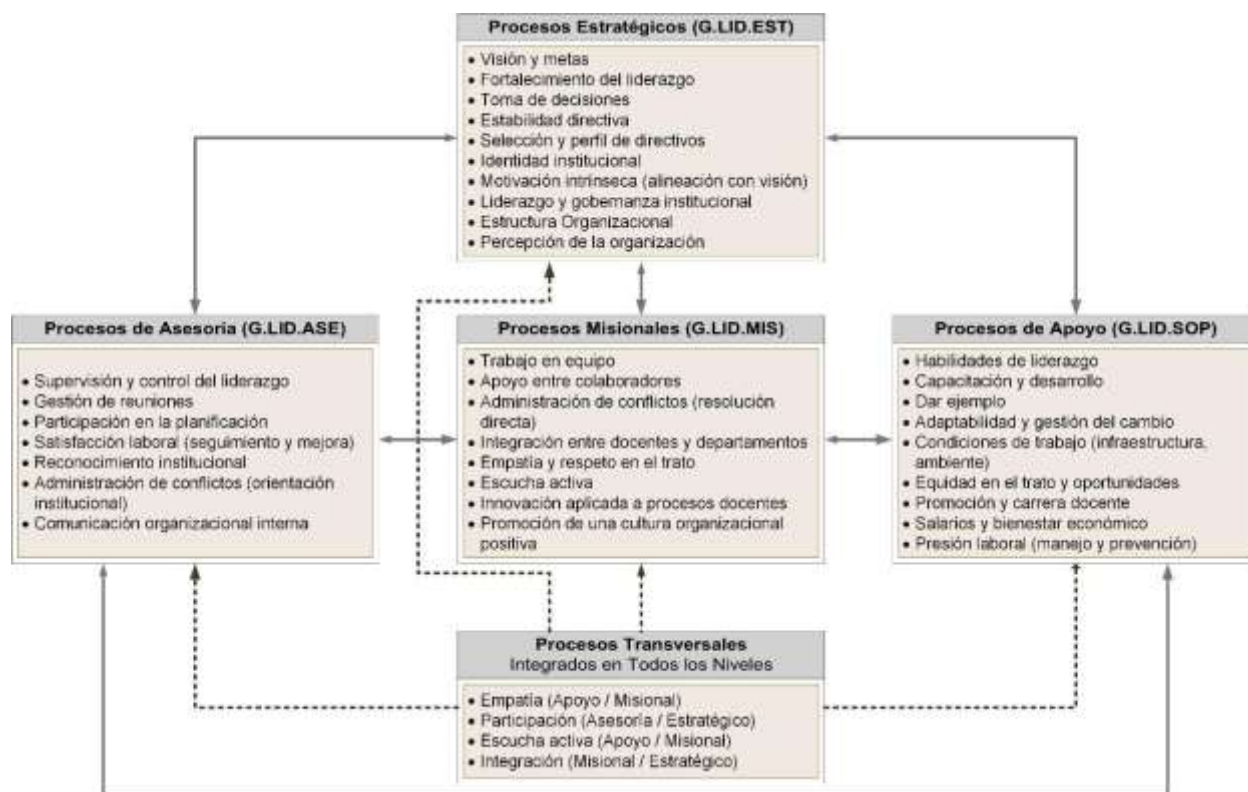 Procesos Estratégicos (G.LID.EST)
• Visión y metas
• Fortalecimiento del liderazgo
• Toma de decisiones
• Estabilidad directiva
• Selección y perfil de directivos
• Identidad institucional
• Motivación intrínseca (alineación con visión)
• Liderazgo y gobernanza institucional
• Estructura Organizacional
• Percepción de la organización
Procesos de Asesoria (G.LID.ASE)
• Supervisión y control del liderazgo
• Gestión de reuniones
• Participación en la planificación
• Satisfacción laboral (seguimiento y mejora)
• Reconocimiento institucional
• Administración de conflictos (orientación
institucional)
• Comunicación organizacional interna
Procesos Misionales (G.LID.MIS)
• Trabajo en equipo
• Apoyo entre colaboradores
• Administración de conflictos (resolución
directa)
• Integración entre docentes y departamentos
• Empatía y respeto en el trato
• Escucha activa
• Innovación aplicada a procesos docentes
• Promoción de una cultura organizacional
positiva
Procesos de Apoyo (G.LID.SOP)
• Habilidades de liderazgo
• Capacitación y desarrollo
• Dar ejemplo
• Adaptabilidad y gestión del cambio
• Condiciones de trabajo (infraestructura,
ambiente)
• Equidad en el trato y oportunidades
• Promoción y carrera docente
• Salarios y bienestar económico
• Presión laboral (manejo y prevención)
Procesos Transversales
Integrados en Todos los Niveles
• Empatía (Apoyo / Misional)
• Participación (Asesoría / Estratégico)
• Escucha activa (Apoyo / Misional)
• Integración (Misional / Estratégico)